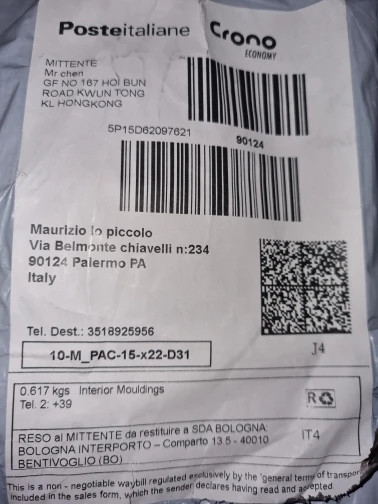 Posteitaliane Crono
ECONOMY
MITTENTE
Mr chen
GF NO 167 HOI BUN
ROAD KWUN TONG
KL HONGKONG
5P15D62097621
90124
Maurizio lo piccolo
Via Belmonte chiavelli n:234
90124 Palermo PA
Italy
Tel. Dest.: 3518925956
10-M_PAC-15-x22-D31
J4
0.617 kgs Interior Mouldings
Tel. 2: +39
R
RESO al MITTENTE da restituire a SDA BOLOGNA
BOLOGNA INTERPORTO – Comparto 13.5 - 40010
BENTIVOGLIO (BO)
IT4
This is a non - negotiable waybill regulated exclusively by the 'general terms of transpor
included in the sales form, which the sender declares having read and accepted.